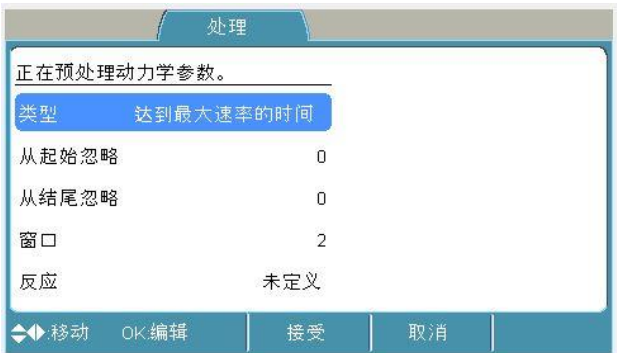 处理
正在预处理动力学参数。
类型 达到最大速率的时间
从起始忽略 0
从结尾忽略 0
窗口 2
反应 未定义
移动 OK:编辑 接受 取消